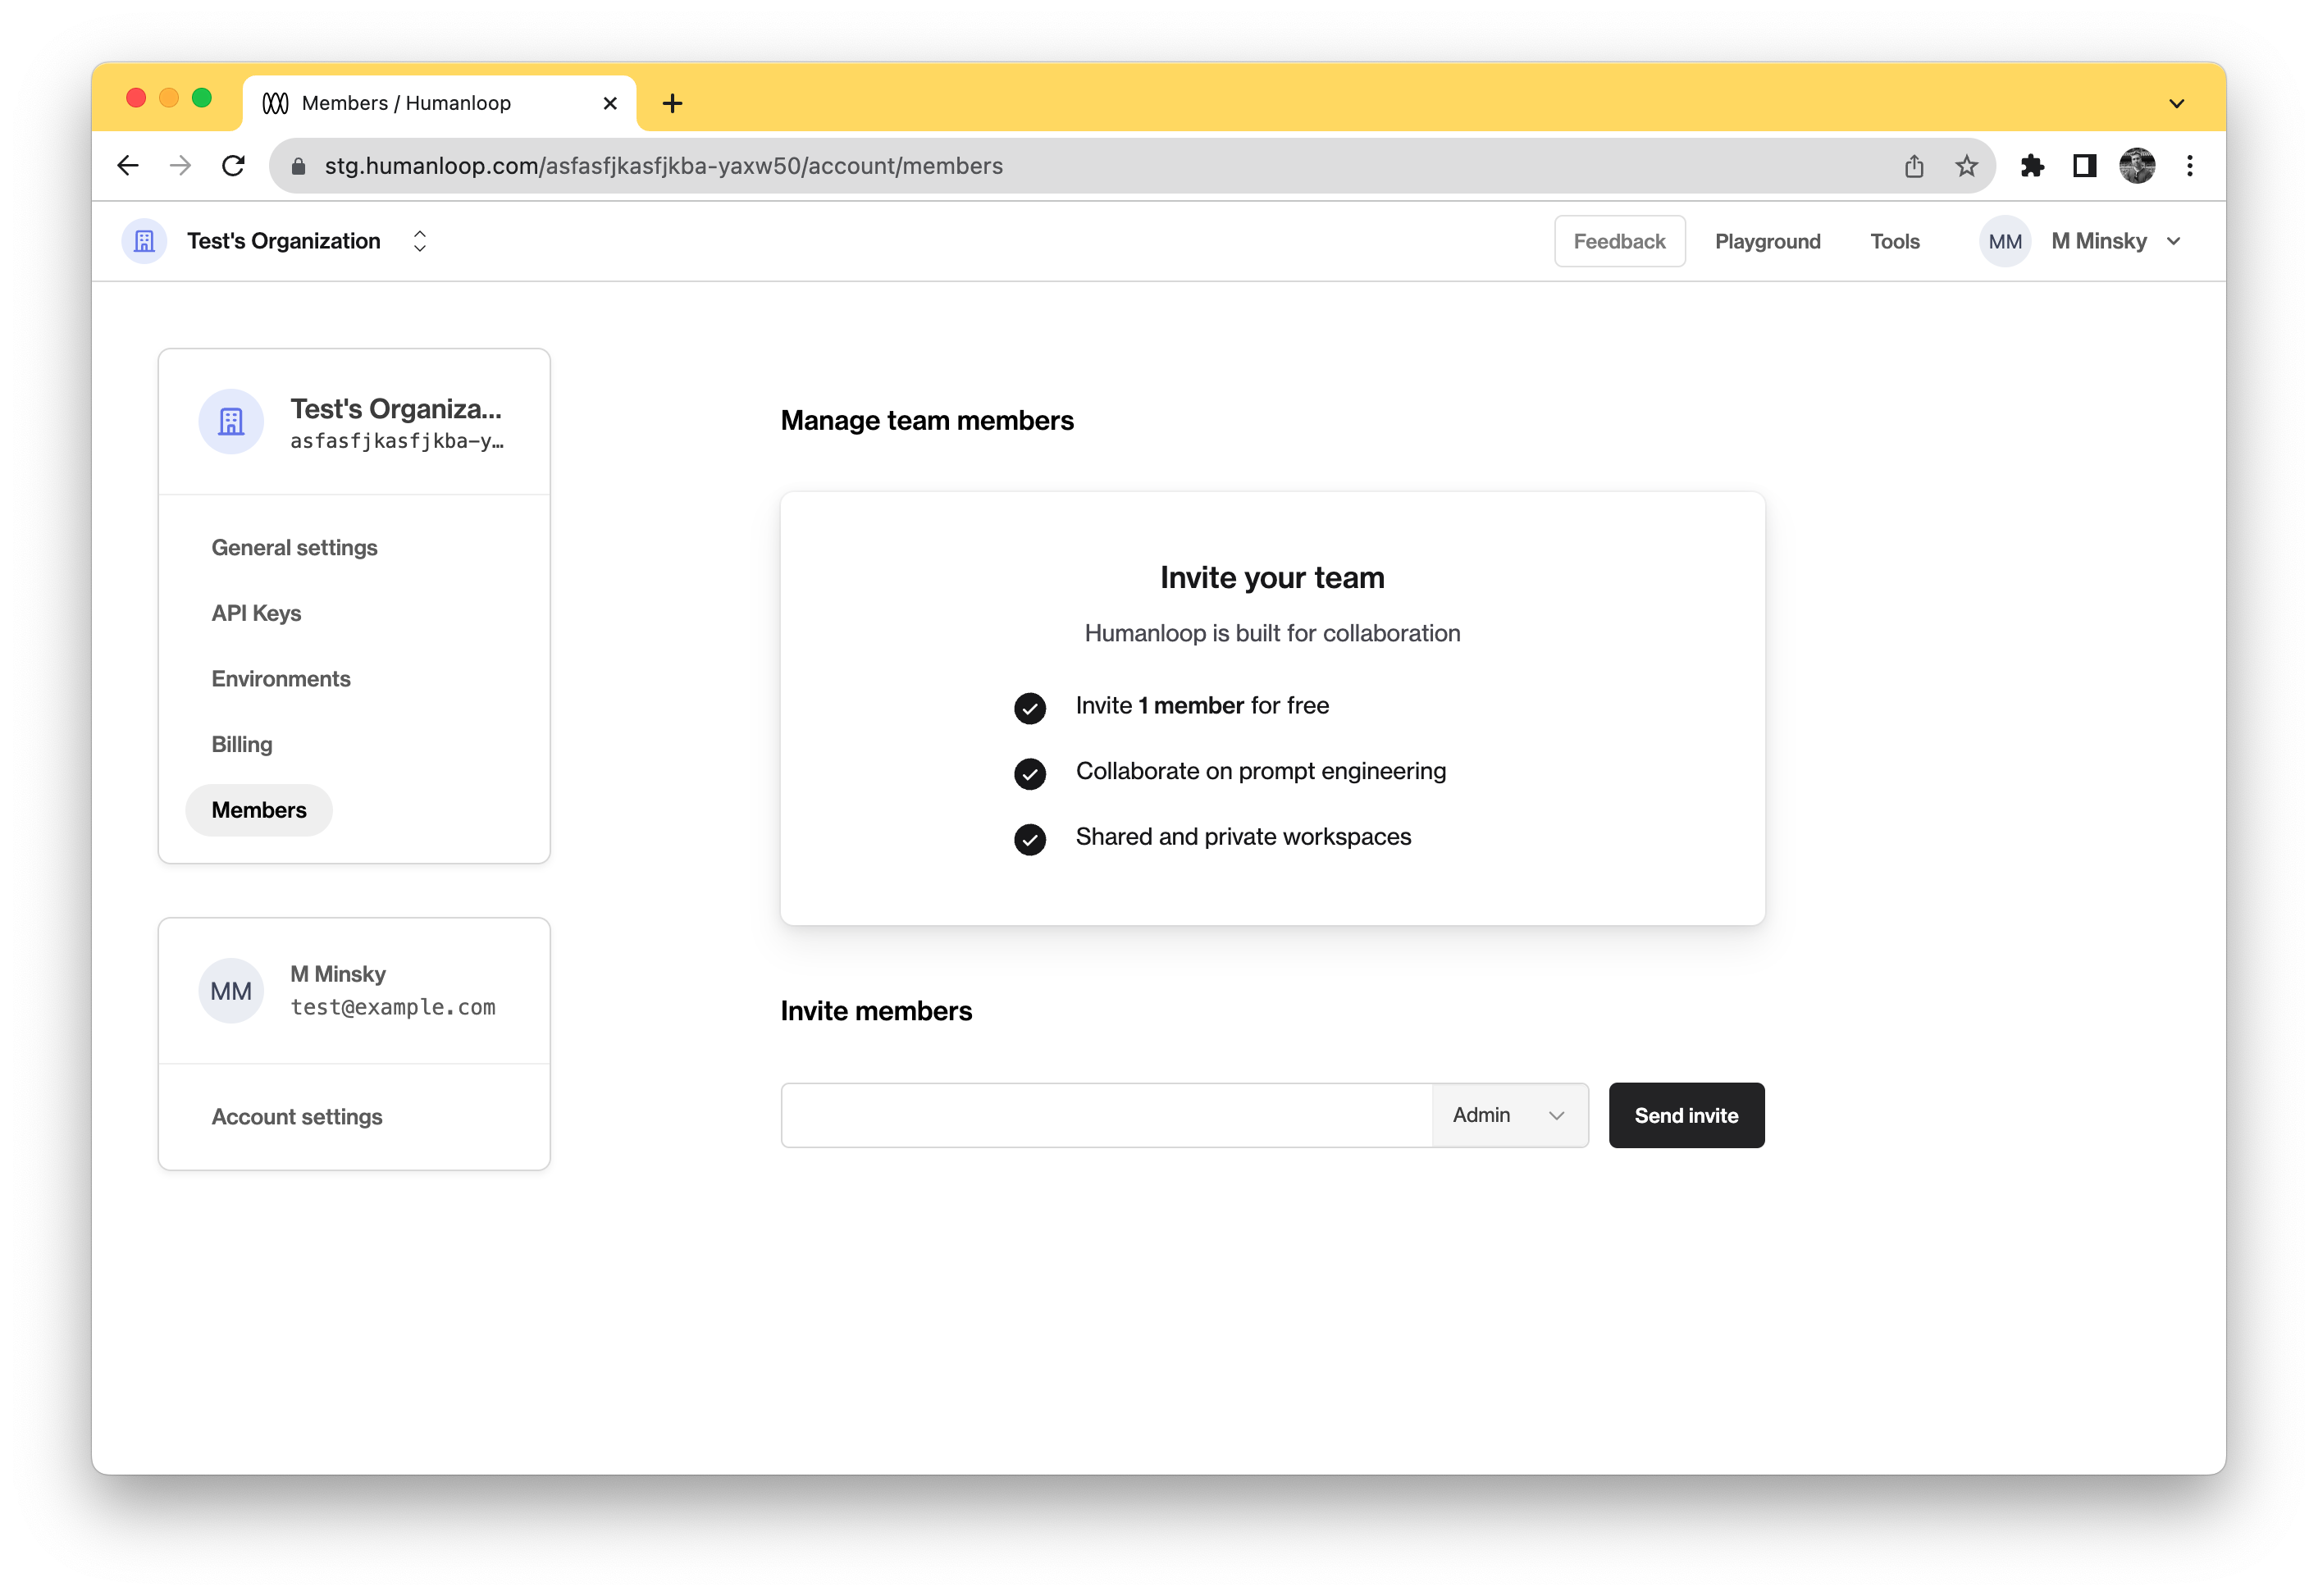 Members / Humanloop
stg.humanloop.com/asfasfjkasfjkba-yaxw50/account/members
Test's Organization
Feedback
Playground
Tools
MM
M Minsky
Test's Organiza...
asfasfjkasfjkba-y…
General settings
API Keys
Environments
Billing
Members
MM
M Minsky
test@example.com
Account settings
Manage team members
Invite your team
Humanloop is built for collaboration
Invite 1 member for free
Collaborate on prompt engineering
Shared and private workspaces
Invite members
Admin
Send invite